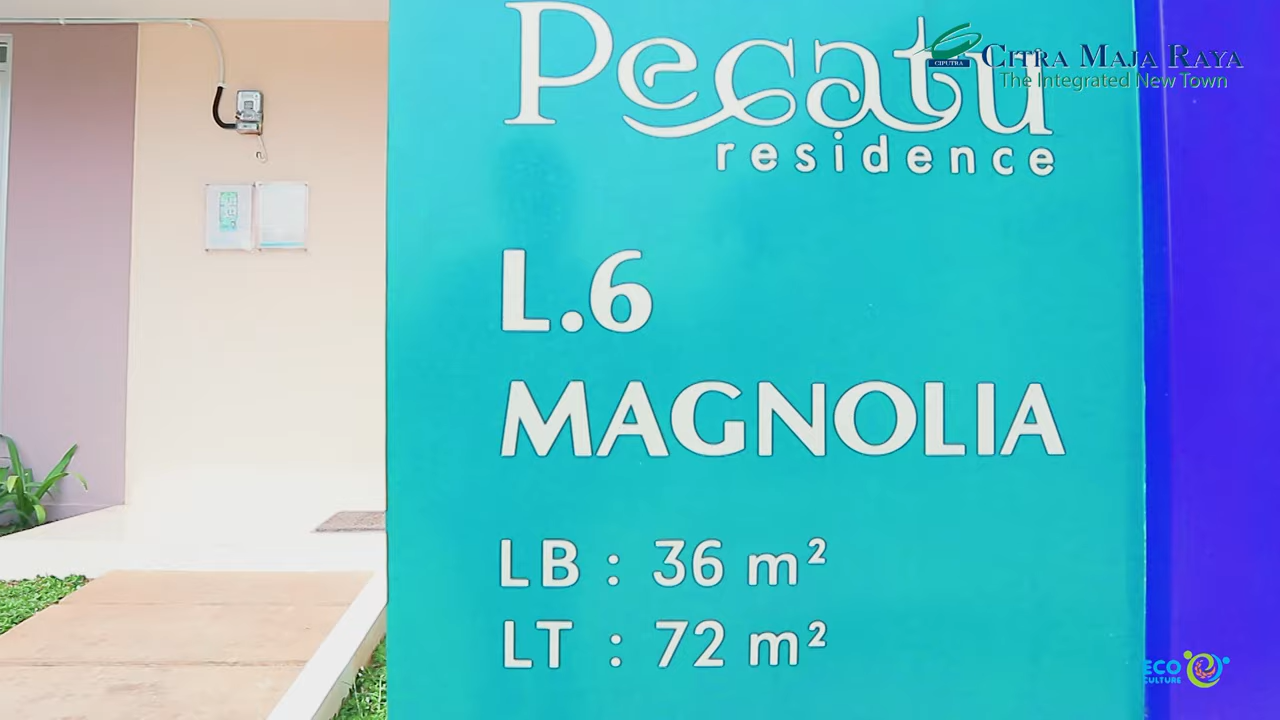 Pecatu
residence
CIPUTRA
CITRA MAJA RAYA
The Integrated New Town
L.6
MAGNOLIA
LB : 36 m²
LT : 72 m²
ECO
CULTURE